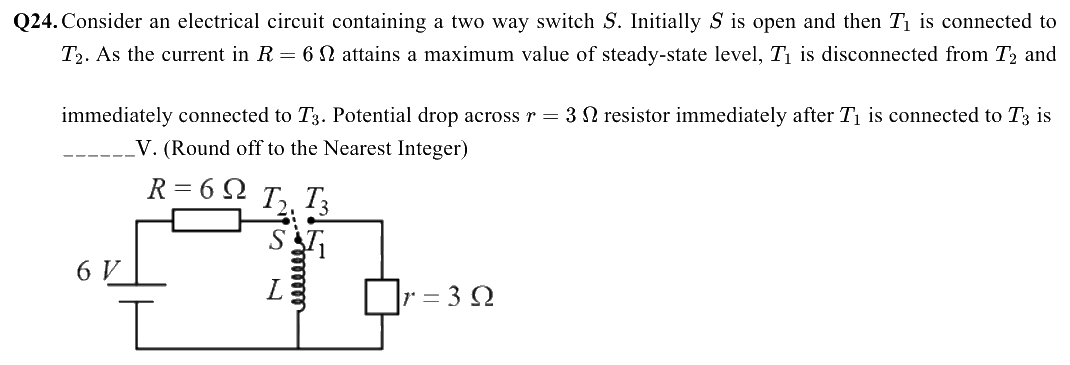 Q24. Consider an electrical circuit containing a two way switch S. Initially S is open and then T₁ is connected to
T₂. As the current in R = 6 Ω attains a maximum value of steady-state level, T₁ is disconnected from T₂ and
immediately connected to T₃. Potential drop across r = 3 Ω resistor immediately after T₁ is connected to T₃ is
______V. (Round off to the Nearest Integer)
R = 6 Ω T₂ T₃
S T₁
6 V
L r = 3 Ω